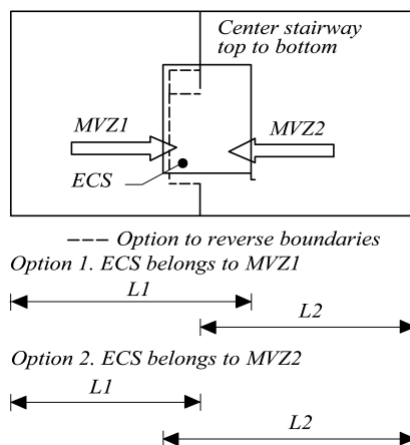 Center stairway
top to bottom
MVZ1
MVZ2
ECS
Option to reverse boundaries
Option 1. ECS belongs to MVZ1
L1
L2
Option 2. ECS belongs to MVZ2
L1
L2